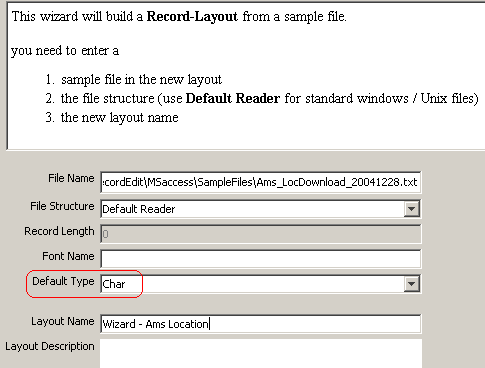 This wizard will build a Record-Layout from a sample file.
you need to enter a
1. sample file in the new layout
2. the file structure (use Default Reader for standard windows / Unix files)
3. the new layout name
File Name ecordEdit\MSaccess\SampleFiles\Ams_LocDownload_20041228.txt
File Structure Default Reader
Record Length 0
Font Name
Default Type Char
Layout Name Wizard - Ams Location
Layout Description